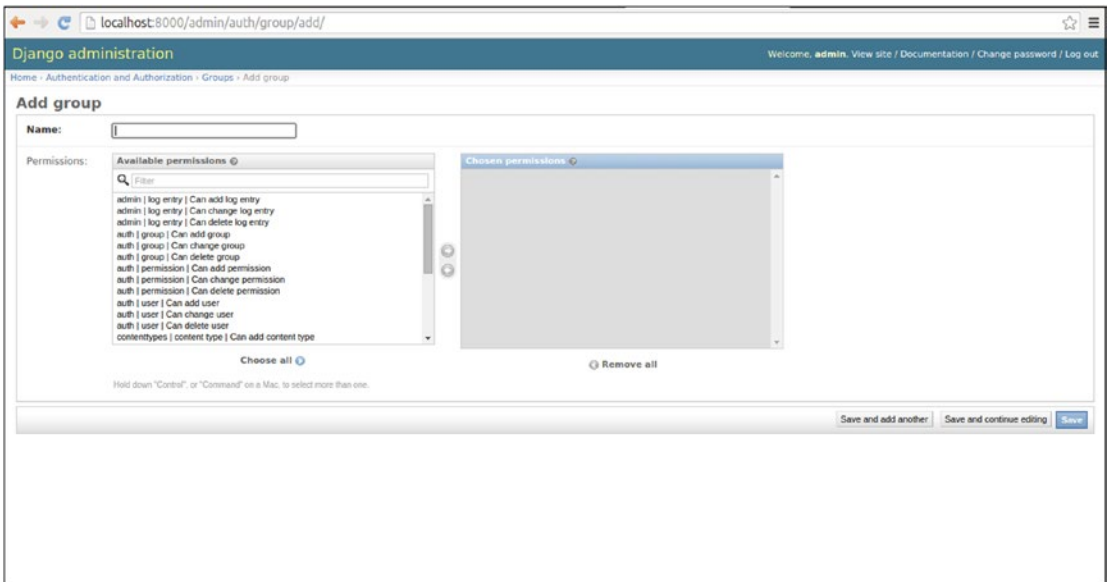 localhost:8000/admin/auth/group/add/
Django administration
Welcome, admin. View site / Documentation / Change password / Log out
Home › Authentication and Authorization › Groups › Add group
Add group
Name:
Permissions:
Available permissions
Filter
admin | log entry | Can add log entry
admin | log entry | Can change log entry
admin | log entry | Can delete log entry
auth | group | Can add group
auth | group | Can change group
auth | group | Can delete group
auth | permission | Can add permission
auth | permission | Can change permission
auth | permission | Can delete permission
auth | user | Can add user
auth | user | Can change user
auth | user | Can delete user
contenttypes | content type | Can add content type
Choose all
Chosen permissions
Remove all
Hold down "Control", or "Command" on a Mac, to select more than one.
Save and add another
Save and continue editing
Save